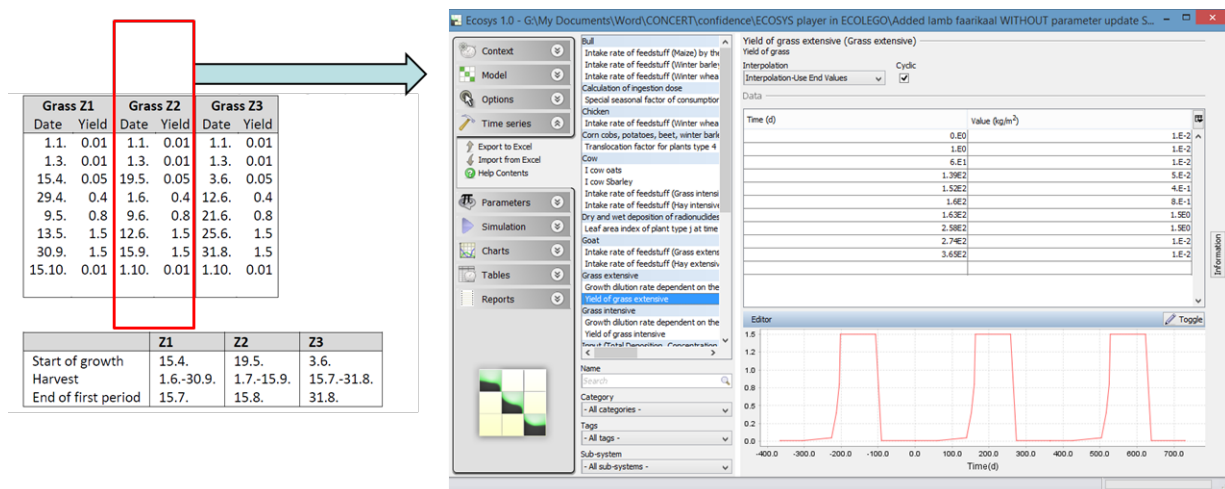 Grass Z1 Grass Z2 Grass Z3
Date Yield Date Yield Date Yield
1.1. 0.01 1.1. 0.01 1.1. 0.01
1.3. 0.01 1.3. 0.01 1.3. 0.01
15.4. 0.05 19.5. 0.05 3.6. 0.05
29.4. 0.4 1.6. 0.4 12.6. 0.4
9.5. 0.8 9.6. 0.8 21.6. 0.8
13.5. 1.5 12.6. 1.5 25.6. 1.5
30.9. 1.5 15.9. 1.5 31.8. 1.5
15.10. 0.01 1.10. 0.01 1.10. 0.01
Z1 Z2 Z3
Start of growth 15.4. 19.5. 3.6.
Harvest 1.6.-30.9. 1.7.-15.9. 15.7.-31.8.
End of first period 15.7. 15.8. 31.8.
Ecosys 1.0 - G:\My Documents\Word\CONCERT\confidence\ECOSYS player in ECOLEGO\Added lamb faarikaal WITHOUT parameter update S...
Context
Model
Options
Time series
Export to Excel
Import from Excel
Help Contents
Parameters
Simulation
Charts
Tables
Reports
Bull
Intake rate of feedstuff (Maize) by the
Intake rate of feedstuff (Winter barley
Intake rate of feedstuff (Winter whea
Calculation of ingestion dose
Special seasonal factor of consumption
Chicken
Intake rate of feedstuff (Winter whea
Corn cobs, potatoes, beet, winter barle
Translocation factor for plants type 4
Cow
I cow oats
I cow Sbarley
Intake rate of feedstuff (Grass intensi
Intake rate of feedstuff (Hay intensive
Dry and wet deposition of radionuclides
Leaf area index of plant type j at time
Goat
Intake rate of feedstuff (Grass extens
Intake rate of feedstuff (Hay extensiv
Grass extensive
Growth dilution rate dependent on the
Yield of grass extensive
Grass intensive
Growth dilution rate dependent on the
Yield of grass intensive
Input (Total Deposition, Concentration
Name
Search
Category
- All categories -
Tags
- All tags -
Sub-system
- All sub-systems -
Yield of grass extensive (Grass extensive)
Yield of grass
Interpolation Cyclic
Interpolation-Use End Values
Data
Time (d) Value (kg/m²)
0.E0 1.E-2
1.E0 1.E-2
6.E1 1.E-2
1.39E2 5.E-2
1.52E2 4.E-1
1.6E2 8.E-1
1.63E2 1.5E0
2.58E2 1.5E0
2.74E2 1.E-2
3.65E2 1.E-2
Information
Editor Toggle
1.5
1.2
1.0
0.8
0.5
0.2
0.0
-400.0 -300.0 -200.0 -100.0 0.0 100.0 200.0 300.0 400.0 500.0 600.0 700.0
Time(d)